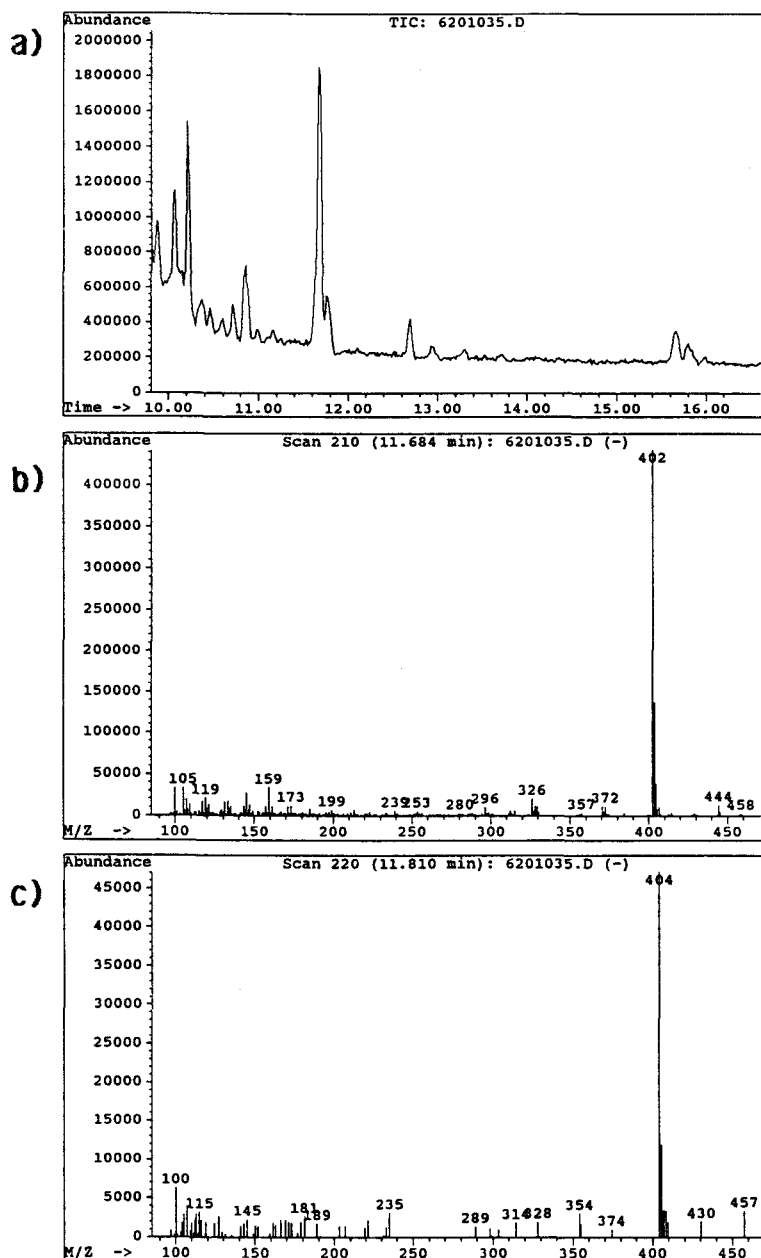 a)
Abundance
TIC: 6201035.D
2000000
1800000
1600000
1400000
1200000
1000000
800000
600000
400000
200000
0
Time -> 10.00 11.00 12.00 13.00 14.00 15.00 16.00
b)
Abundance
Scan 210 (11.684 min): 6201035.D (-)
402
400000
350000
300000
250000
200000
150000
100000
50000
0
105 119 159 173 199 239 253 280 296 326 357 372 444 458
M/Z -> 100 150 200 250 300 350 400 450
c)
Abundance
Scan 220 (11.810 min): 6201035.D (-)
404
45000
40000
35000
30000
25000
20000
15000
10000
5000
0
100 115 145 181 189 235 289 314 328 354 374 430 457
M/Z -> 100 150 200 250 300 350 400 450